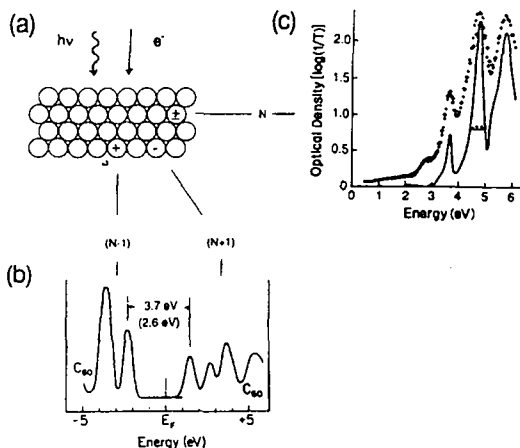 (a)
hν
e⁻
±
+
-
N
(N-1)
(N+1)
(b)
3.7 eV
(2.6 eV)
C60
C60
-5
EF
+5
Energy (eV)
(c)
Optical Density [log(1/T)]
2.0
1.5
1.0
0.5
0
0
1
2
3
4
5
6
Energy (eV)